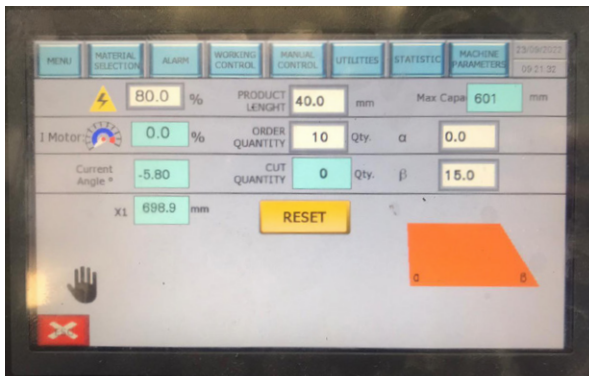 MENU
MATERIAL SELECTION
ALARM
WORKING CONTROL
MANUAL CONTROL
UTILITIES
STATISTIC
MACHINE PARAMETERS
23/09/2022
09:21:32
80.0 %
PRODUCT LENGHT 40.0 mm
Max Capa 601 mm
I Motor 0.0 %
ORDER QUANTITY 10 Qty.
α 0.0
Current Angle ° -5.80
CUT QUANTITY 0 Qty.
β 15.0
X1 698.9 mm
RESET
α β